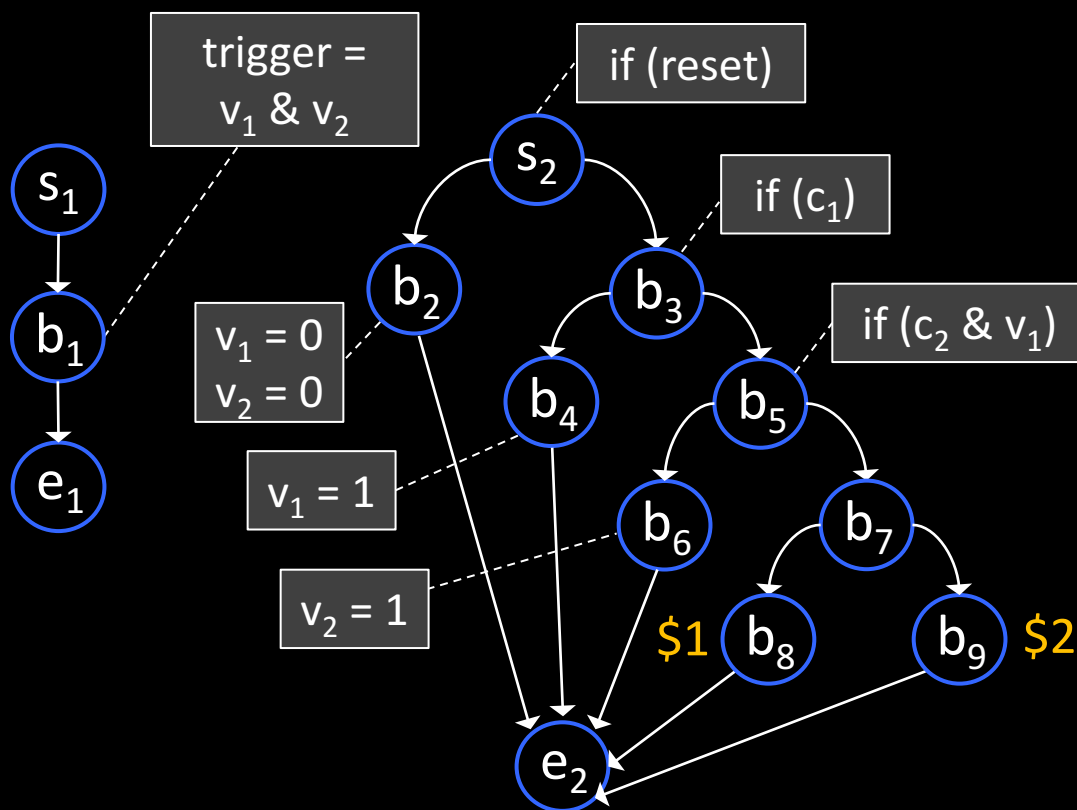 trigger =
v₁ & v₂
if (reset)
s₁
s₂
if (c₁)
b₁
b₂
b₃
if (c₂ & v₁)
v₁ = 0
v₂ = 0
b₄
b₅
e₁
v₁ = 1
b₆
b₇
v₂ = 1
$1
b₈
b₉
$2
e₂